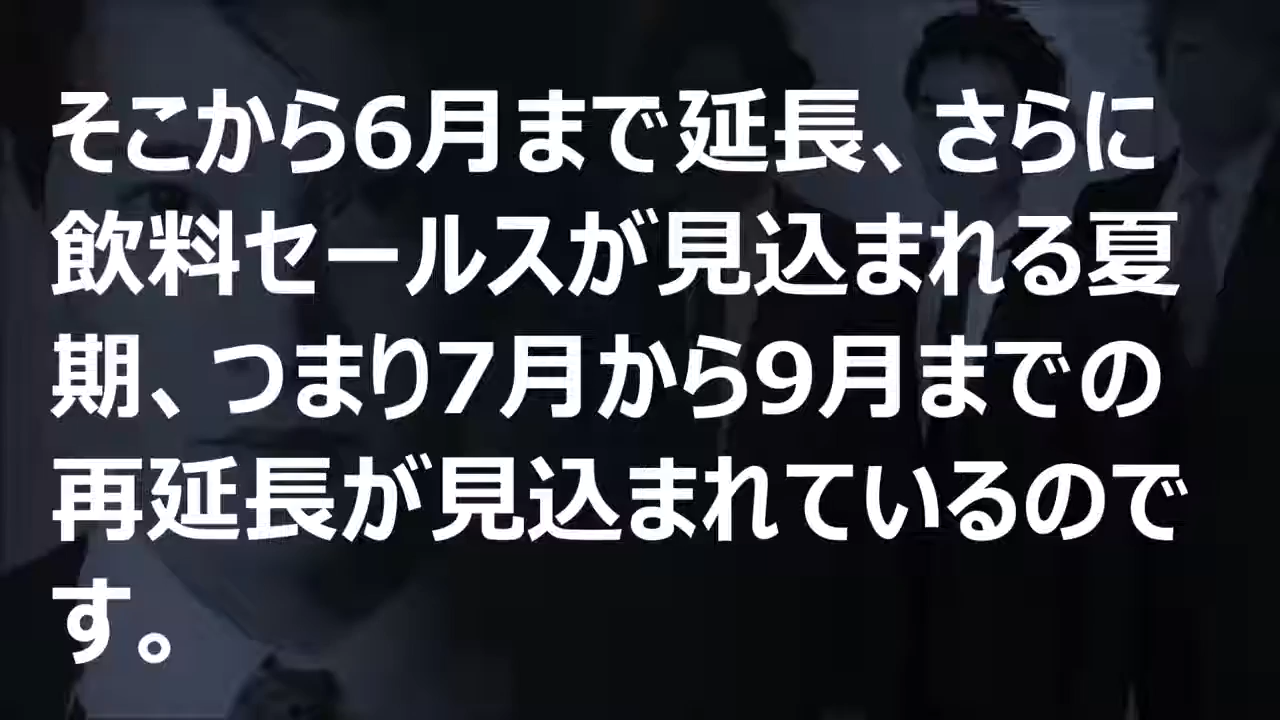 そこから6月まで延長、さらに
飲料セールスが見込まれる夏
期、つまり7月から9月までの
再延長が見込まれているので
す。